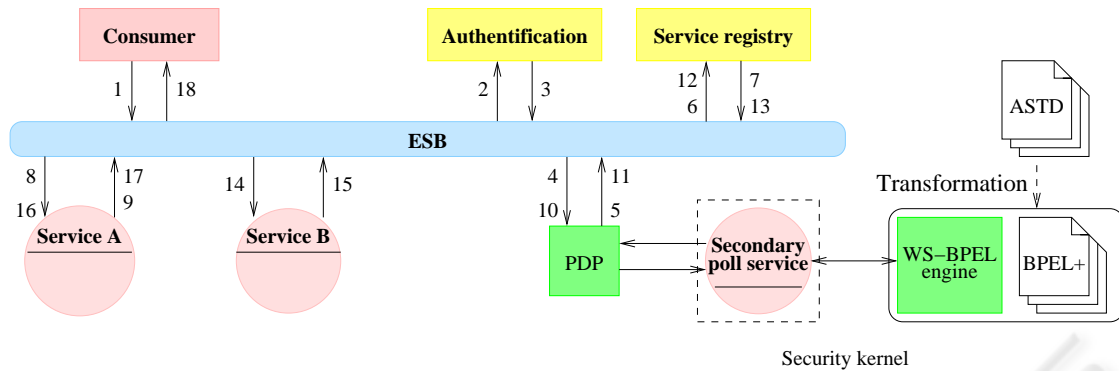 Consumer
Authentification
Service registry
1
18
2
3
12
6
7
13
ASTD
ESB
8
16
17
9
14
15
4
10
11
5
Transformation
Service A
Service B
PDP
Secondary
poll service
WS−BPEL
engine
BPEL+
Security kernel